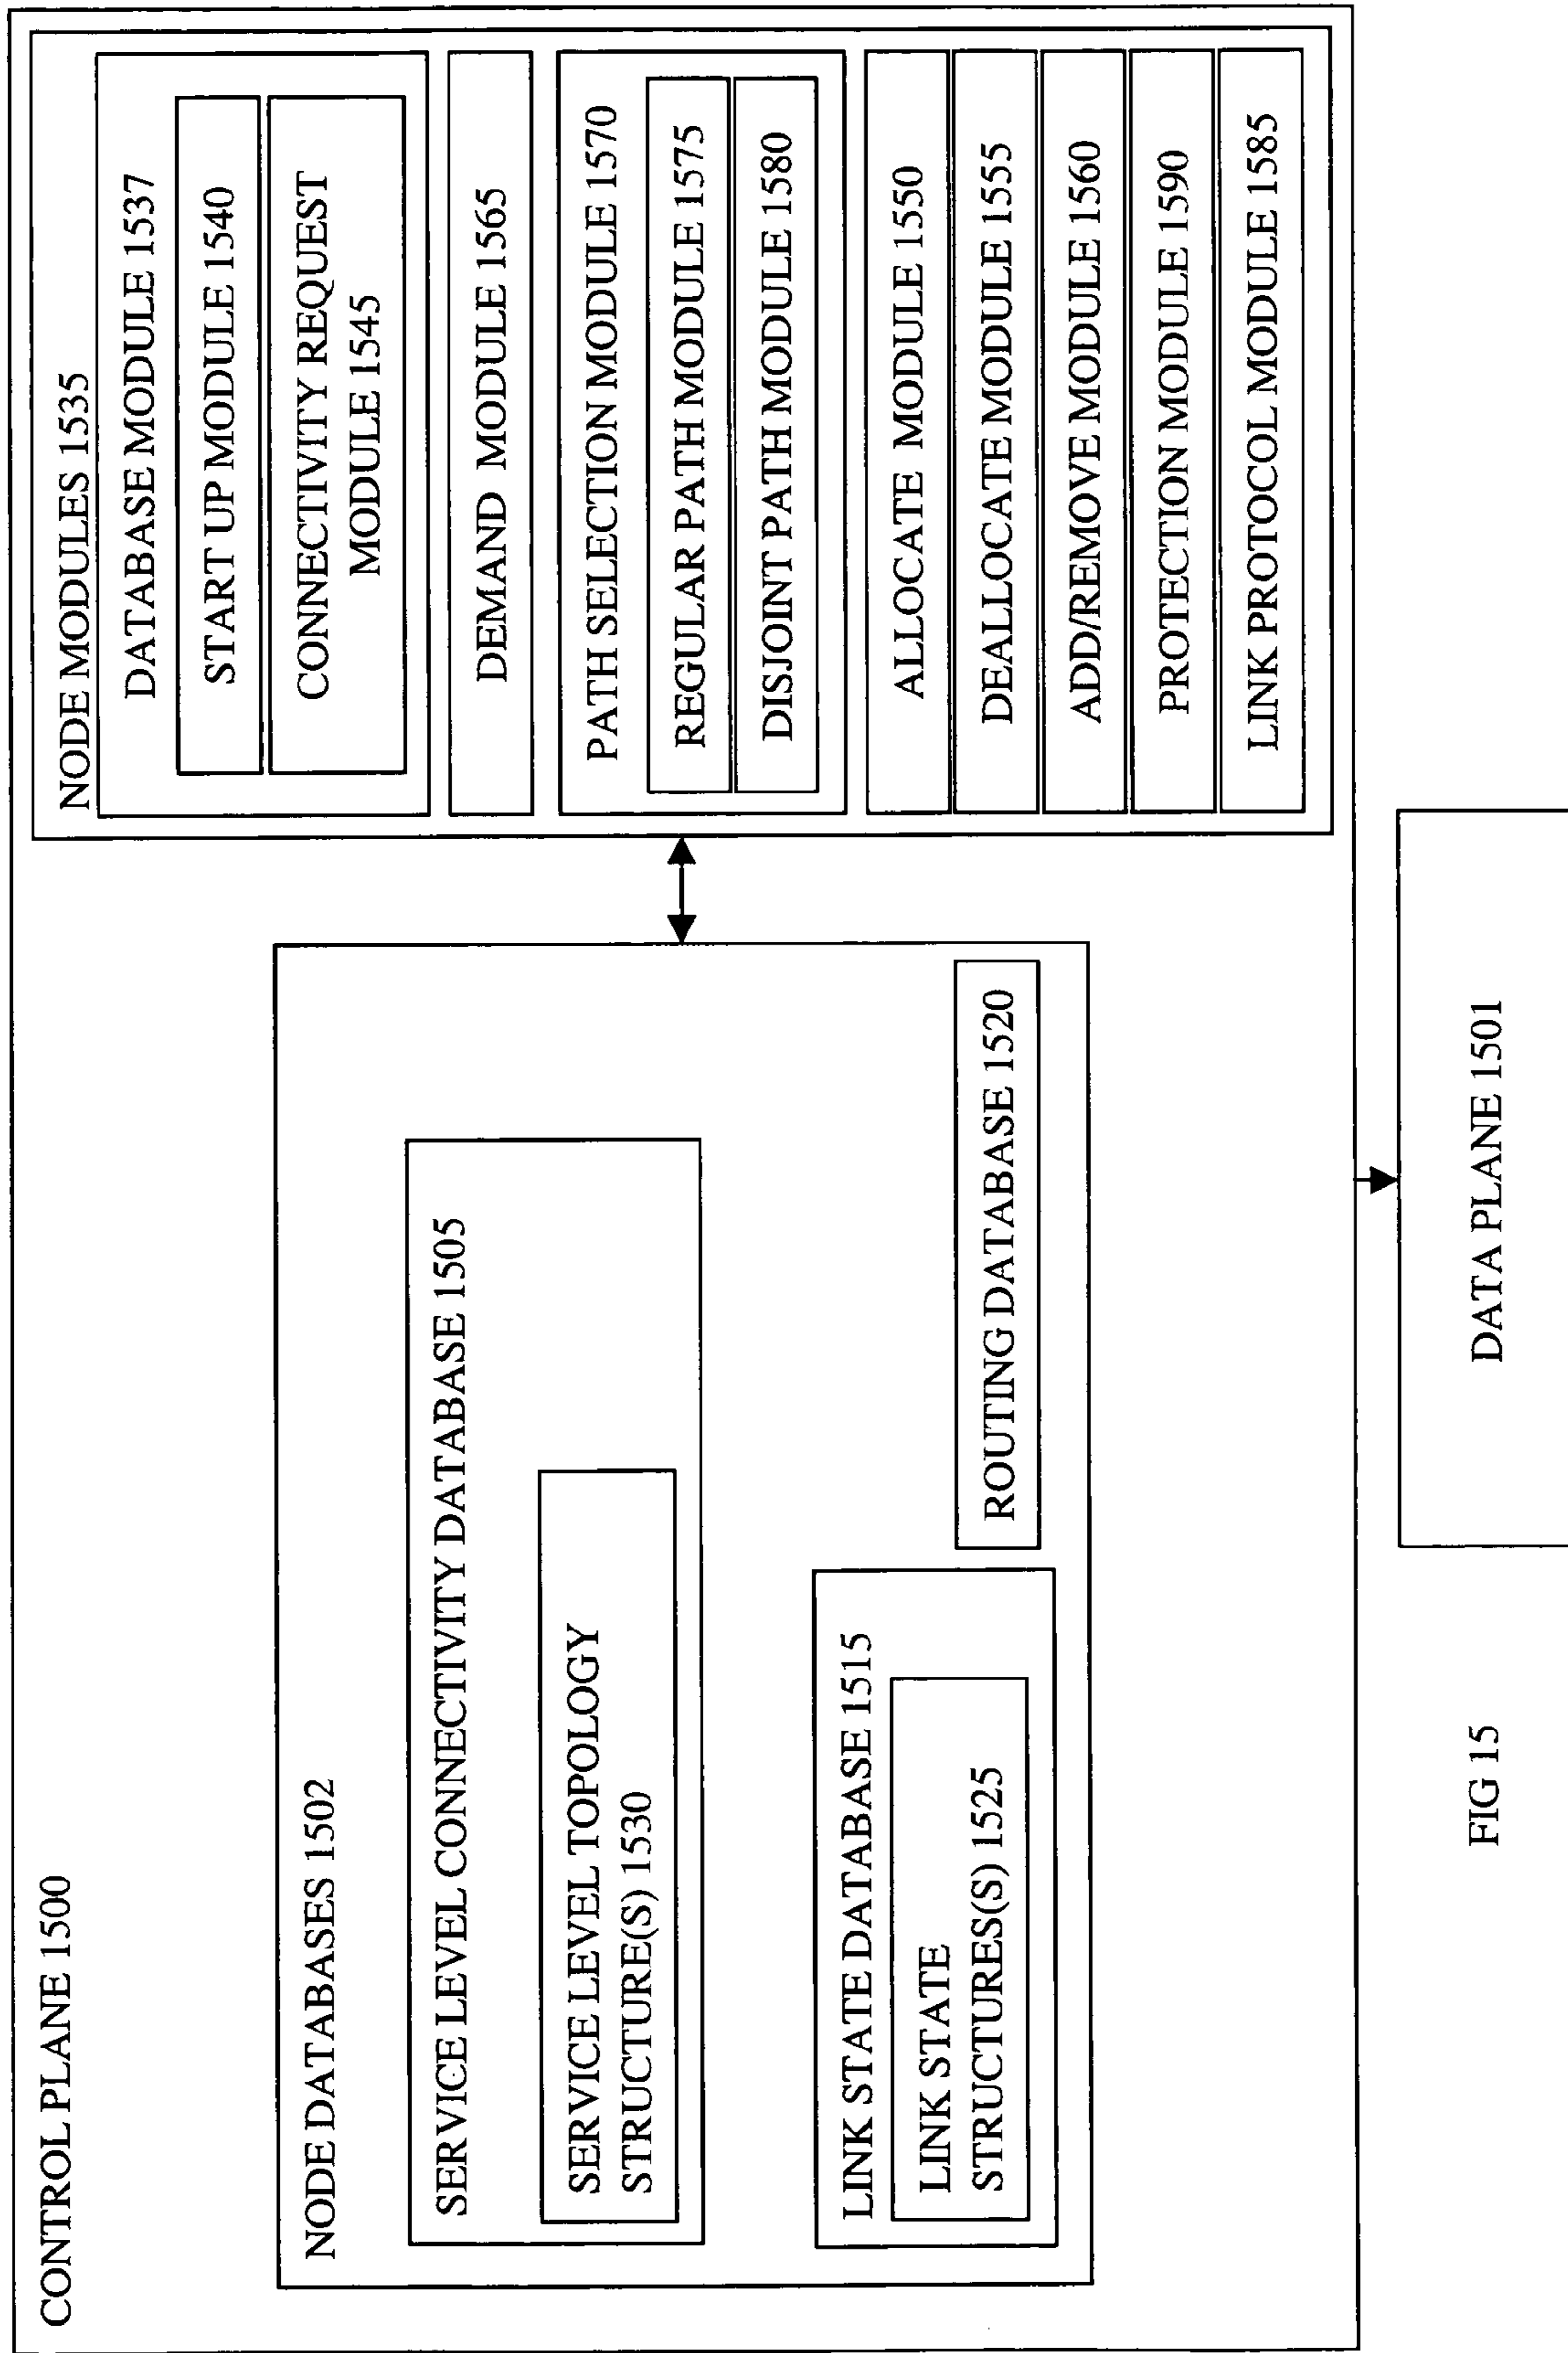 CONTROL PLANE 1500
NODE DATABASES 1502
SERVICE LEVEL CONNECTIVITY DATABASE 1505
SERVICE LEVEL TOPOLOGY
STRUCTURE(S) 1530
LINK STATE DATABASE 1515
LINK STATE
STRUCTURES(S) 1525
ROUTING DATABASE 1520
NODE MODULES 1535
DATABASE MODULE 1537
START UP MODULE 1540
CONNECTIVITY REQUEST
MODULE 1545
DEMAND MODULE 1565
PATH SELECTION MODULE 1570
REGULAR PATH MODULE 1575
DISJOINT PATH MODULE 1580
ALLOCATE MODULE 1550
DEALLOCATE MODULE 1555
ADD/REMOVE MODULE 1560
PROTECTION MODULE 1590
LINK PROTOCOL MODULE 1585
DATA PLANE 1501
FIG 15